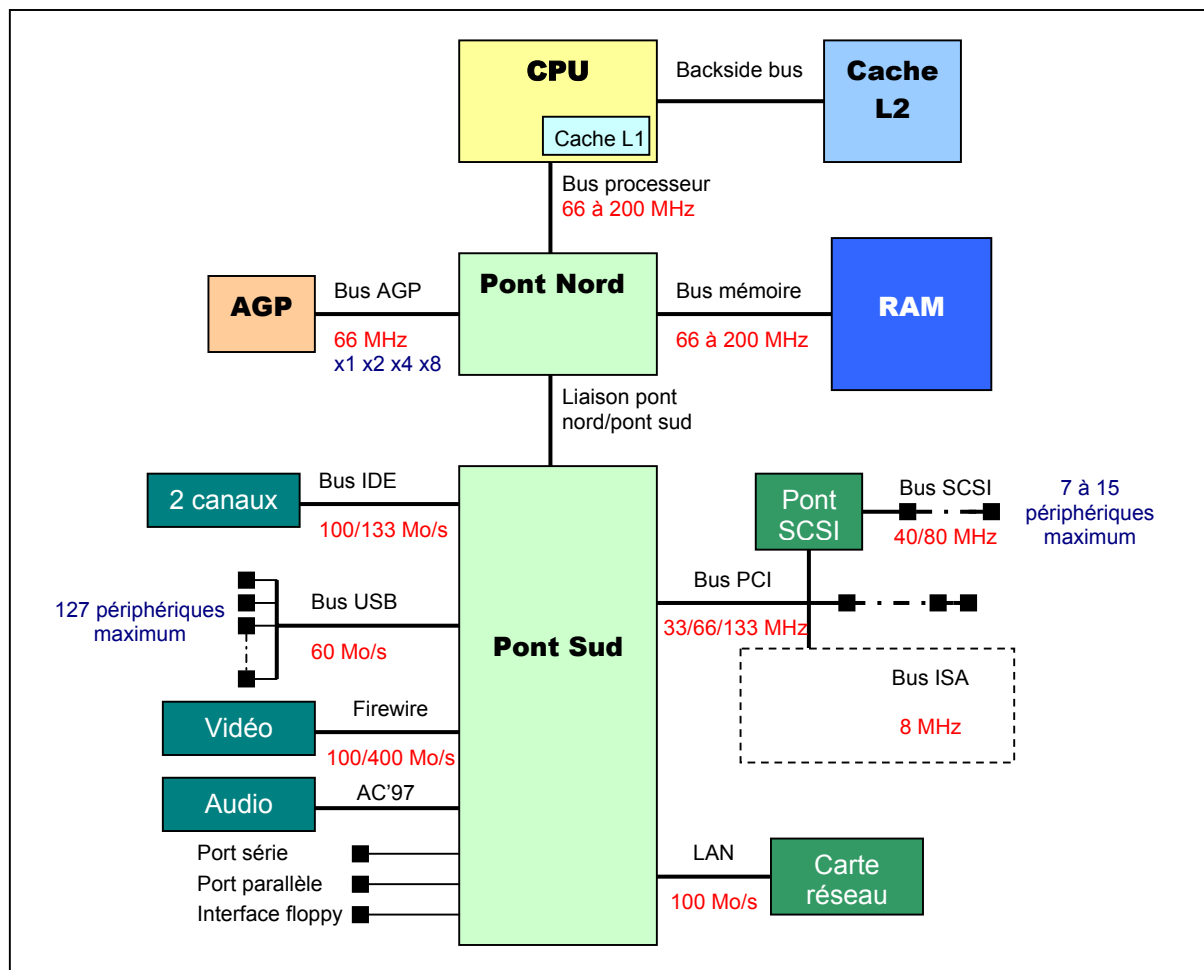 CPU
Backside bus
Cache
L2
Cache L1
Bus processeur
66 à 200 MHz
AGP
Bus AGP
66 MHz
x1 x2 x4 x8
Pont Nord
Bus mémoire
66 à 200 MHz
RAM
Liaison pont
nord/pont sud
2 canaux
Bus IDE
100/133 Mo/s
Pont
SCSI
Bus SCSI
40/80 MHz
7 à 15
périphériques
maximum
127 périphériques
maximum
Bus USB
60 Mo/s
Pont Sud
Bus PCI
33/66/133 MHz
Bus ISA
8 MHz
Vidéo
Firewire
100/400 Mo/s
Audio
AC’97
Port série
Port parallèle
Interface floppy
LAN
100 Mo/s
Carte
réseau